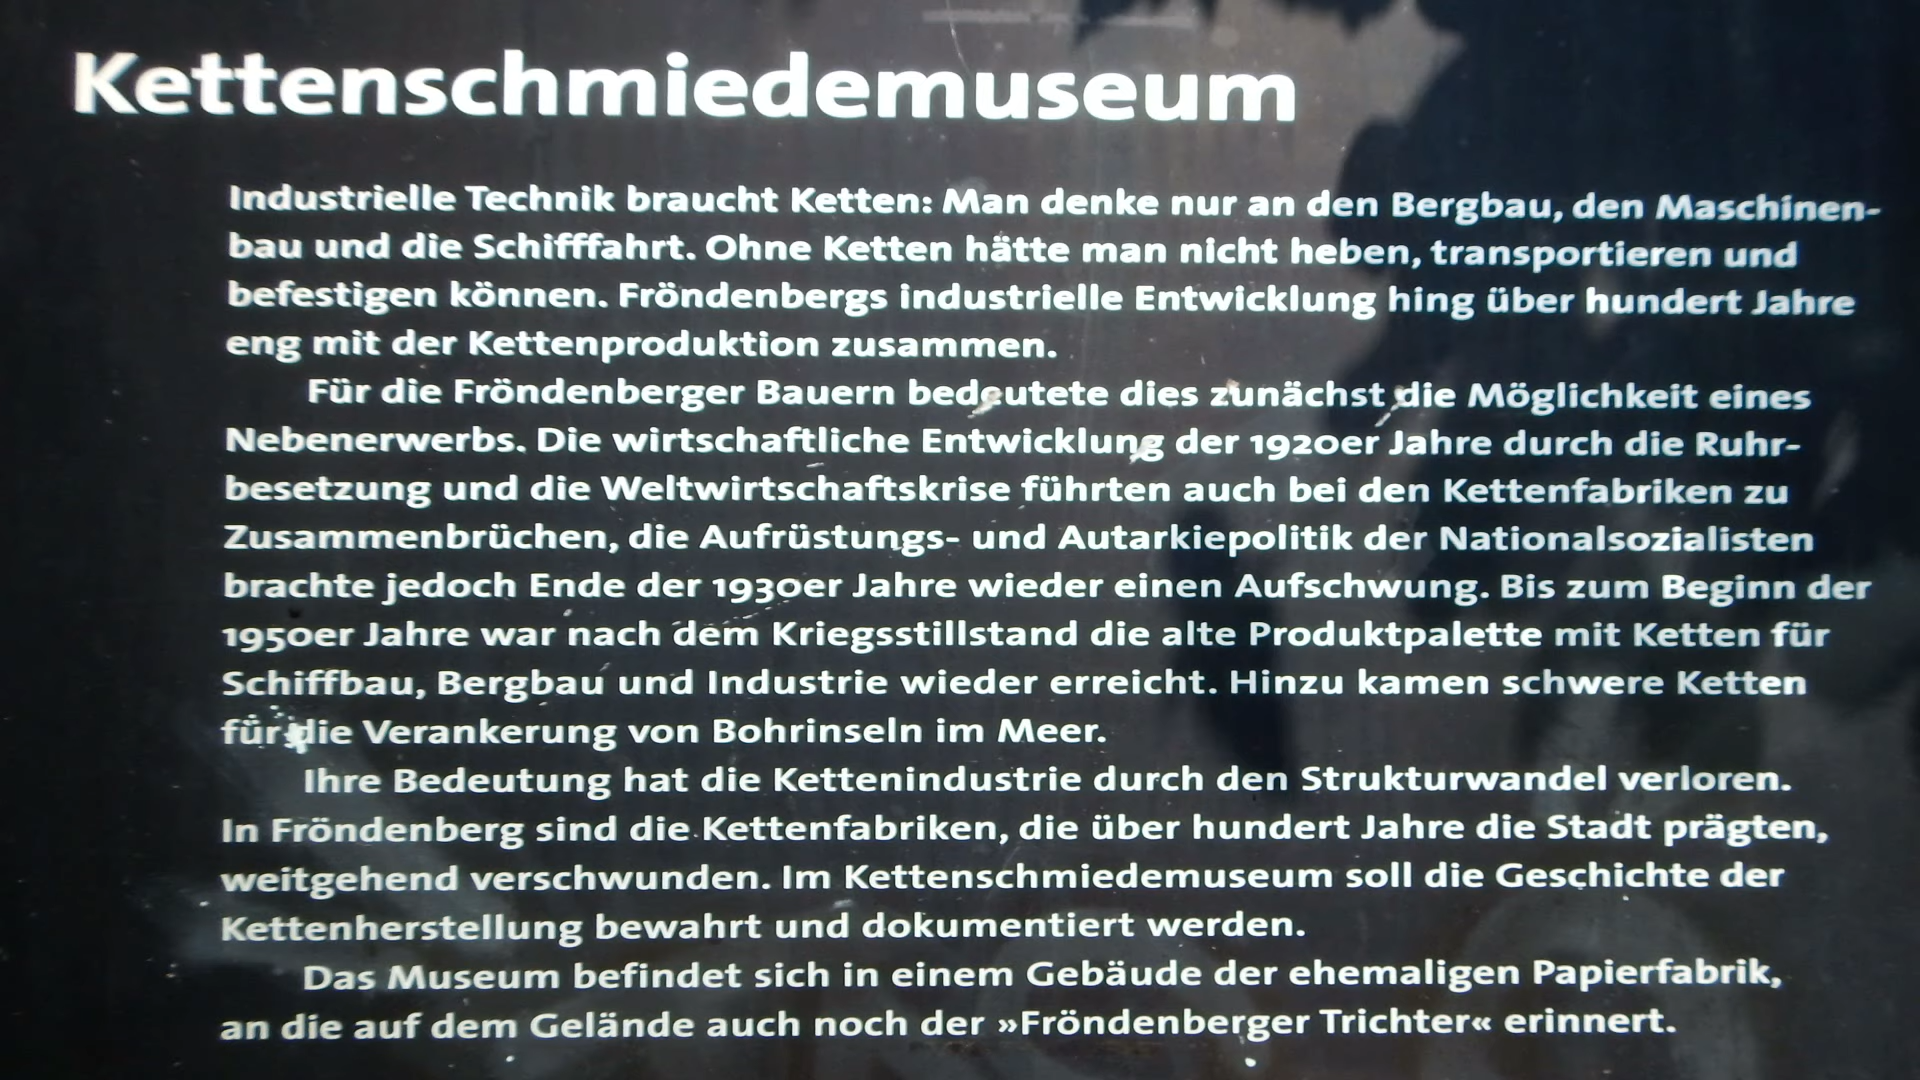 Kettenschmiedemuseum
Industrielle Technik braucht Ketten: Man denke nur an den Bergbau, den Maschinen-
bau und die Schifffahrt. Ohne Ketten hätte man nicht heben, transportieren und
befestigen können. Fröndenbergs industrielle Entwicklung hing über hundert Jahre
eng mit der Kettenproduktion zusammen.
Für die Fröndenberger Bauern bedeutete dies zunächst die Möglichkeit eines
Nebenerwerbs. Die wirtschaftliche Entwicklung der 1920er Jahre durch die Ruhr-
besetzung und die Weltwirtschaftskrise führten auch bei den Kettenfabriken zu
Zusammenbrüchen, die Aufrüstungs- und Autarkiepolitik der Nationalsozialisten
brachte jedoch Ende der 1930er Jahre wieder einen Aufschwung. Bis zum Beginn der
1950er Jahre war nach dem Kriegsstillstand die alte Produktpalette mit Ketten für
Schiffbau, Bergbau und Industrie wieder erreicht. Hinzu kamen schwere Ketten
für die Verankerung von Bohrinseln im Meer.
Ihre Bedeutung hat die Kettenindustrie durch den Strukturwandel verloren.
In Fröndenberg sind die Kettenfabriken, die über hundert Jahre die Stadt prägten,
weitgehend verschwunden. Im Kettenschmiedemuseum soll die Geschichte der
Kettenherstellung bewahrt und dokumentiert werden.
Das Museum befindet sich in einem Gebäude der ehemaligen Papierfabrik,
an die auf dem Gelände auch noch der »Fröndenberger Trichter« erinnert.